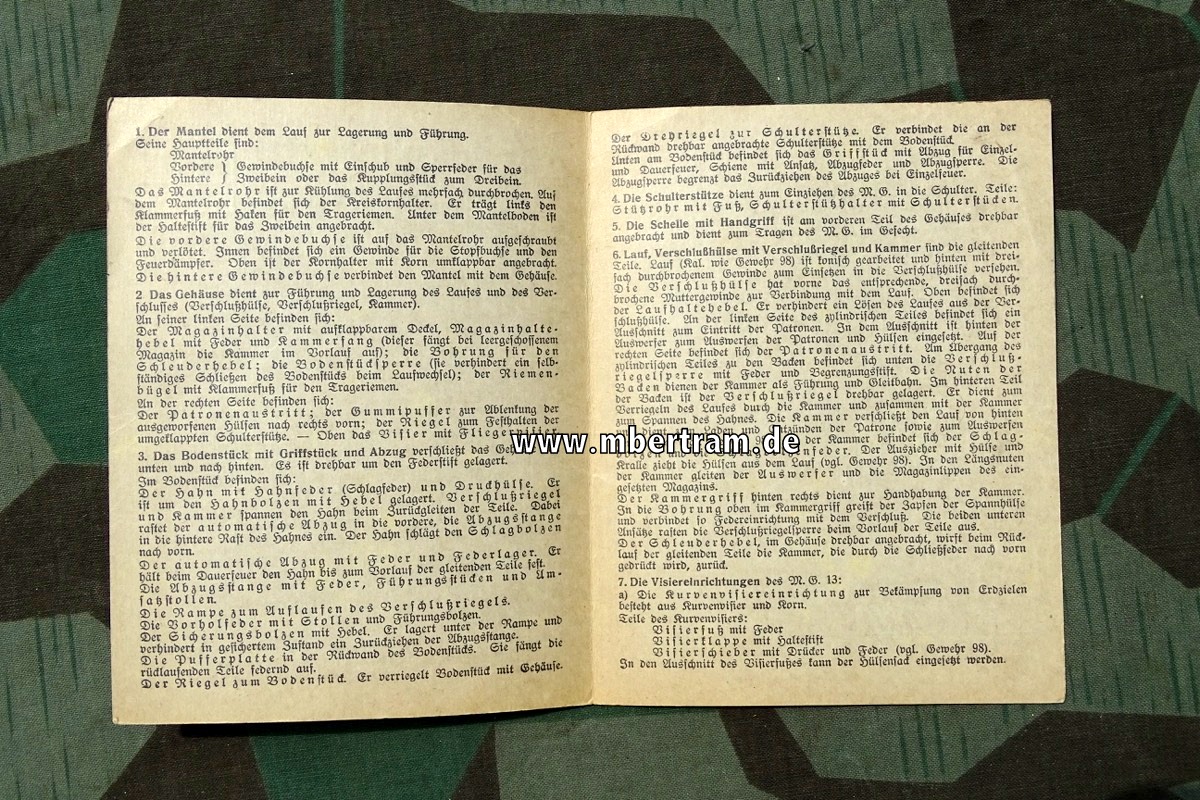 1. Der Mantel dient dem Lauf zur Lagerung und Führung.
Seine Hauptteile sind:
Mantelrohr
Vordere } Gewindebuchse mit Einschub und Sperrfeder für das
Hintere } Zweibein oder das Kupplungsstück zum Dreibein.
Das Mantelrohr ist zur Kühlung des Laufes mehrfach durchbrochen. Auf
dem Mantelrohr befindet sich der Kreiskornhalter. Er trägt links den
Klammerfuß mit Haken für den Trageriemen. Unter dem Mantelboden ist
der Haltestift für das Zweibein angebracht.
Die vordere Gewindebuchse ist auf das Mantelrohr aufgeschraubt
und verlötet. Innen befindet sich ein Gewinde für die Stopfbuchse und den
Feuerdämpfer. Oben ist der Kornhalter mit Korn umklappbar angebracht.
Die hintere Gewindebuchse verbindet den Mantel mit dem Gehäuse.
2 Das Gehäuse dient zur Führung und Lagerung des Laufes und des Ver-
schlusses (Verschlußhülse, Verschlußriegel, Kammer).
An seiner linken Seite befinden sich:
Der Magazinhalter mit aufklappbarem Deckel, Magazinhalte-
hebel mit Feder und Kammerfang (dieser fängt bei leergeschossenem
Magazin die Kammer im Vorlauf auf); die Bohrung für den
Schleuderhebel; die Bodenstücksperre (sie verhindert ein selb-
ständiges Schließen des Bodenstücks beim Laufwechsel); der Riemen-
bügel mit Klammerfuß für den Trageriemen.
An der rechten Seite befinden sich:
Der Patronenaustritt; der Gummipuffer zur Ablenkung der
ausgeworfenen Hülsen nach rechts vorn; der Riegel zum Festhalten der
umgeklappten Schulterstütze. — Oben das Visier mit Fliegervisier
3. Das Bodenstück mit Griffstück und Abzug verschließt das Geh
unten und nach hinten. Es ist drehbar um den Federstift gelagert.
Im Bodenstück befinden sich:
Der Hahn mit Hahnfeder (Schlagfeder) und Druckhülse. Er
ist um den Hahnbolzen mit Hebel gelagert. Verschlußriegel
und Kammer spannen den Hahn beim Zurückgleiten der Teile. Dabei
rastet der automatische Abzug in die vordere, die Abzugsstange
in die hintere Rast des Hahnes ein. Der Hahn schlägt den Schlagbolzen
nach vorn.
Der automatische Abzug mit Feder und Federlager. Er
hält beim Dauerfeuer den Hahn bis zum Vorlauf der gleitenden Teile fest.
Die Abzugsstange mit Feder, Führungsstücken und Am-
satzstollen.
Die Rampe zum Auflaufen des Verschlußriegels.
Die Vorholfeder mit Stollen und Führungsbolzen.
Der Sicherungsbolzen mit Hebel. Er lagert unter der Rampe und
verhindert in gesichertem Zustand ein Zurückziehen der Abzugsstange.
Die Pufferplatte in der Rückwand des Bodenstücks. Sie fängt die
rücklaufenden Teile federnd auf.
Der Riegel zum Bodenstück. Er verriegelt Bodenstück mit Gehäuse.
Der Drehriegel zur Schulterstütze. Er verbindet die an der
Rückwand drehbar angebrachte Schulterstütze mit dem Bodenstück
Unten am Bodenstück befindet sich das Griffstück mit Abzug für Einzel-
und Dauerfeuer, Schiene mit Ansatz, Abzugfeder und Abzugsperre. Die
Abzugsperre begrenzt das Zurückziehen des Abzuges bei Einzelfeuer.
4. Die Schulterstütze dient zum Einziehen des M. G. in die Schulter. Teile:
Stützrohr mit Fuß, Schulterstützhalter mit Schulterstücken.
5. Die Schelle mit Handgriff ist am vorderen Teil des Gehäuses drehbar
angebracht und dient zum Tragen des M. G. im Gefecht.
6. Lauf, Verschlußhülse mit Verschlußriegel und Kammer sind die gleitenden
Teile. Lauf (Kal. wie Gewehr 98) ist konisch gearbeitet und hinten mit drei-
fach durchbrochenem Gewinde zum Einsetzen in die Verschlußhülse versehen.
Die Verschlußhülse hat vorne das entsprechende, dreifach durch-
brochene Muttergewinde zur Verbindung mit dem Lauf. Oben befindet sich
der Laufhaltehebel. Er verhindert ein Lösen des Laufes aus der Ver-
schlußhülse. An der linken Seite des zylindrischen Teiles befindet sich ein
Ausschnitt zum Eintritt der Patronen. In dem Ausschnitt ist hinten der
Auswerfer zum Auswerfen der Patronen und Hülsen eingesetzt. Auf der
rechten Seite befindet sich der Patronenaustritt. Am Übergang des
zylindrischen Teiles zu den Backen befindet sich unten die Verschluß-
riegelsperre mit Feder und Begrenzungsstift. Die Nuten der
Backen dienen der Kammer als Führung und Gleitbahn. Im hinteren Teil
der Backen ist der Verschlußriegel drehbar gelagert. Er dient zum
Verriegeln des Laufes durch die Kammer und zusammen mit der Kammer
zum Spannen des Hahnes. Die Kammer verschließt den Lauf von hinten
und dient zum Laden und Entzünden der Patrone sowie zum Auswerfen
der Kammer befindet sich der Schlag-
bolzen und die Schlagbolzenfeder. Der Auszieher mit Hülse und
Kralle zieht die Hülsen aus dem Lauf (vgl. Gewehr 98). In den Längsnuten
der Kammer gleiten der Auswerfer und die Magazinlippen des ein-
gesetzten Magazins.
Der Kammergriff hinten rechts dient zur Handhabung der Kammer.
In die Bohrung oben im Kammergriff greift der Zapfen der Spannhülse
und verbindet so Federeinrichtung mit dem Verschluß. Die beiden unteren
Ansätze rasten die Verschlußriegelsperre beim Vorlauf der Teile aus.
Der Schleuderhebel, im Gehäuse drehbar angebracht, wirft beim Rück-
lauf der gleitenden Teile die Kammer, die durch die Schließfeder nach vorn
gedrückt wird, zurück.
7. Die Visiereinrichtungen des M. G. 13:
a) Die Kurvenvisiereinrichtung zur Bekämpfung von Erdzielen
besteht aus Kurvenvisier und Korn.
Teile des Kurvenvisiers:
Visierfuß mit Feder
Visierklappe mit Haltestift
Visierschieber mit Drücker und Feder (vgl. Gewehr 98).
In den Ausschnitt des Visierfußes kann der Hülsensack eingesetzt werden.
www.mbertram.de